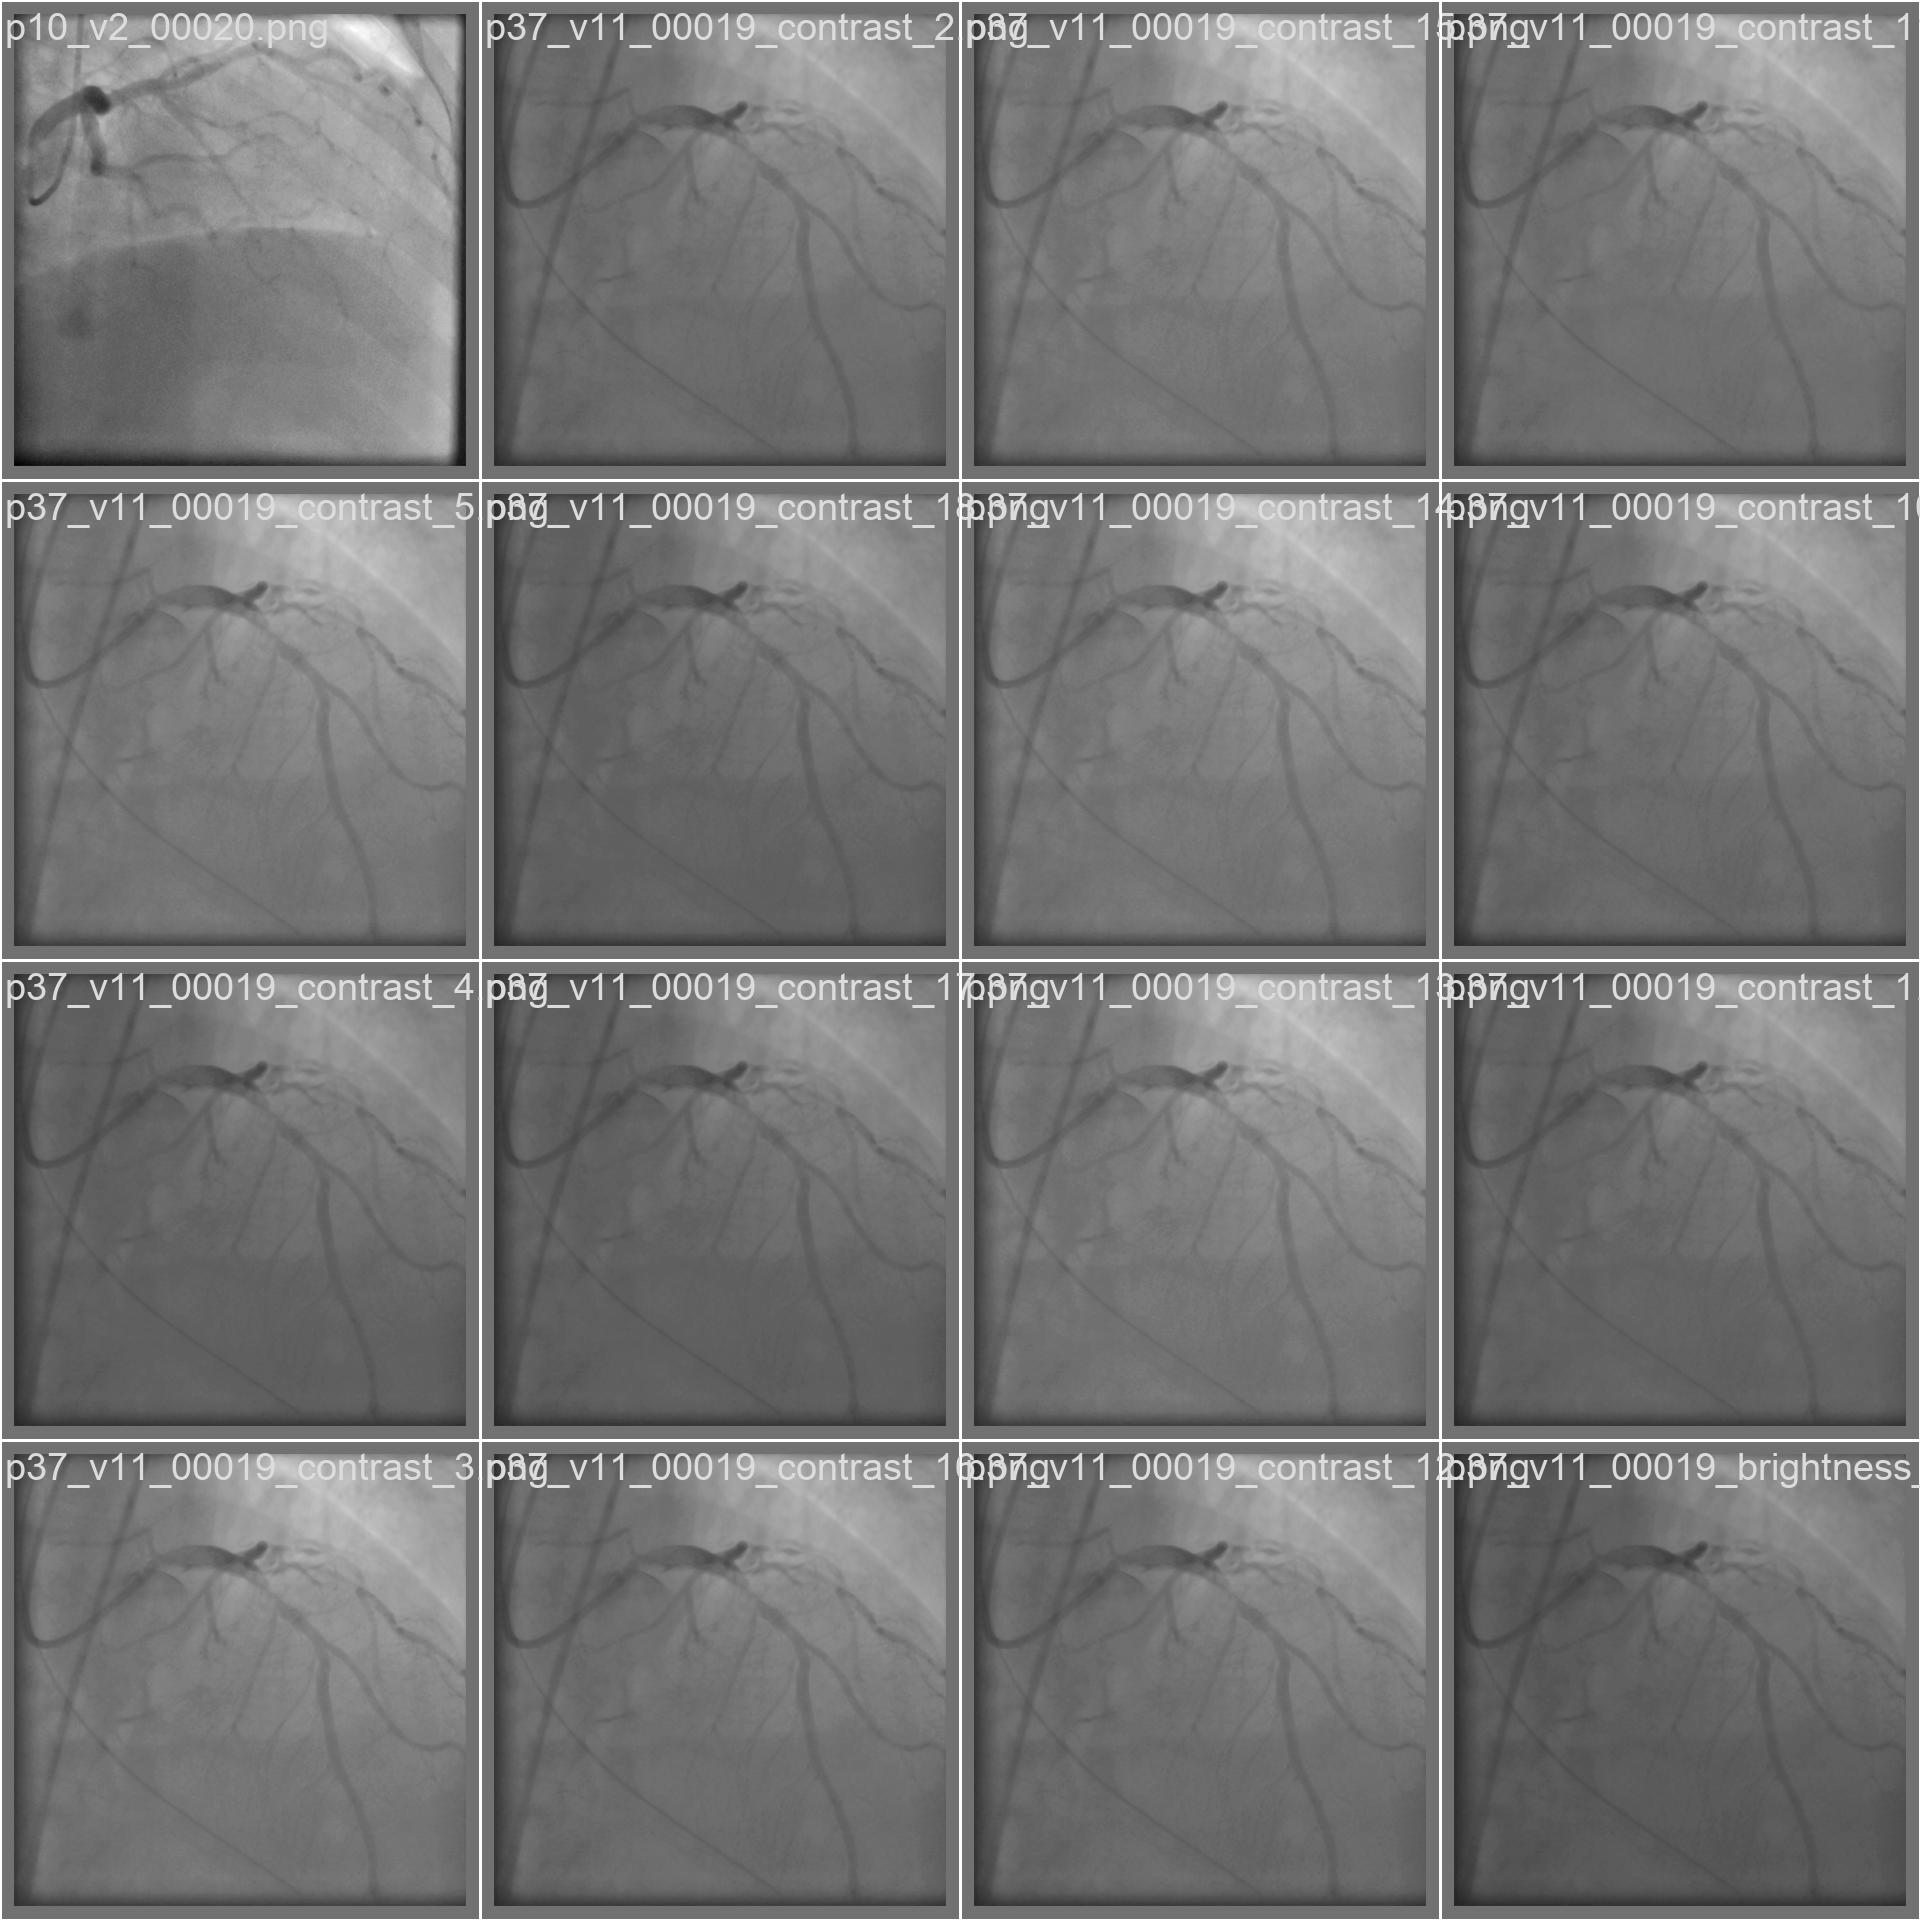 p10_v2_00020.png
p37_v11_00019_contrast_2.png
p37_v11_00019_contrast_15.png
p37_v11_00019_contrast_1
p37_v11_00019_contrast_5.png
p37_v11_00019_contrast_18.png
p37_v11_00019_contrast_14.png
p37_v11_00019_contrast_10
p37_v11_00019_contrast_4.png
p37_v11_00019_contrast_17.png
p37_v11_00019_contrast_13.png
p37_v11_00019_contrast_1.
p37_v11_00019_contrast_3.png
p37_v11_00019_contrast_16.png
p37_v11_00019_contrast_12.png
p37_v11_00019_brightness_